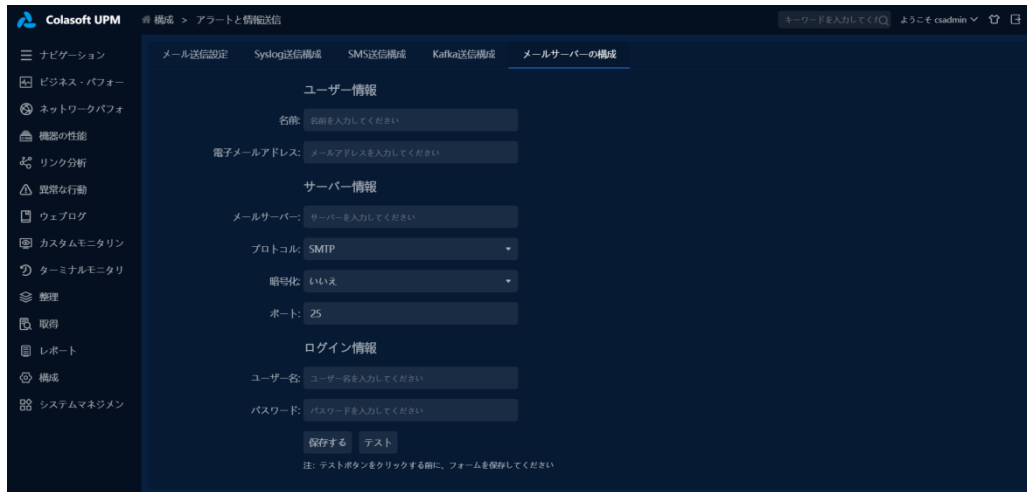 Colasoft UPM
構成 > アラートと情報送信
キーワードを入力してくださ
ようこそ csadmin
ナビゲーション
ビジネス・パフォー
ネットワークパフォ
機器の性能
リンク分析
異常な行動
ウェブログ
カスタムモニタリン
ターミナルモニタリ
整理
取得
レポート
構成
システムマネジメン
メール送信設定 Syslog送信構成 SMS送信構成 Kafka送信構成 メールサーバーの構成
ユーザー情報
名前: 名前を入力してください
電子メールアドレス: メールアドレスを入力してください
サーバー情報
メールサーバー: サーバーを入力してください
プロトコル: SMTP
暗号化: いいえ
ポート: 25
ログイン情報
ユーザー名: ユーザー名を入力してください
パスワード: パスワードを入力してください
保存する テスト
注: テストボタンをクリックする前に、フォームを保存してください